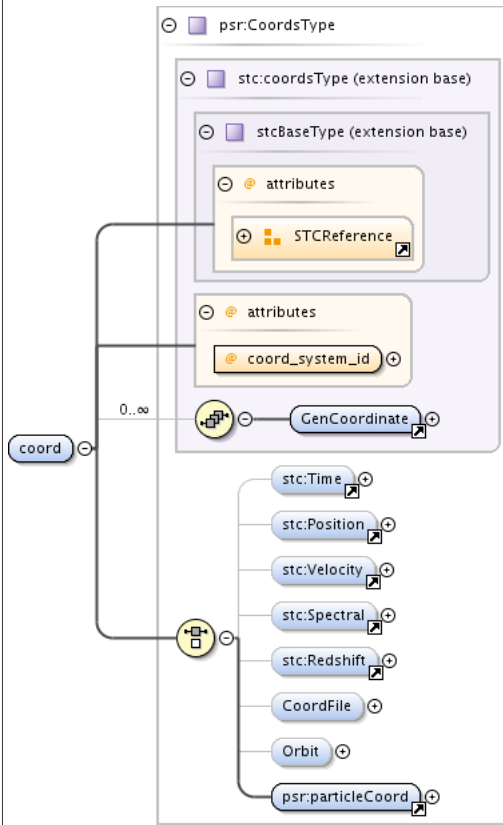 psr:CoordsType
stc:coordsType (extension base)
stcBaseType (extension base)
@ attributes
STCReference
@ attributes
@ coord_system_id
0..∞
GenCoordinate
coord
stc:Time
stc:Position
stc:Velocity
stc:Spectral
stc:Redshift
CoordFile
Orbit
psr:particleCoord